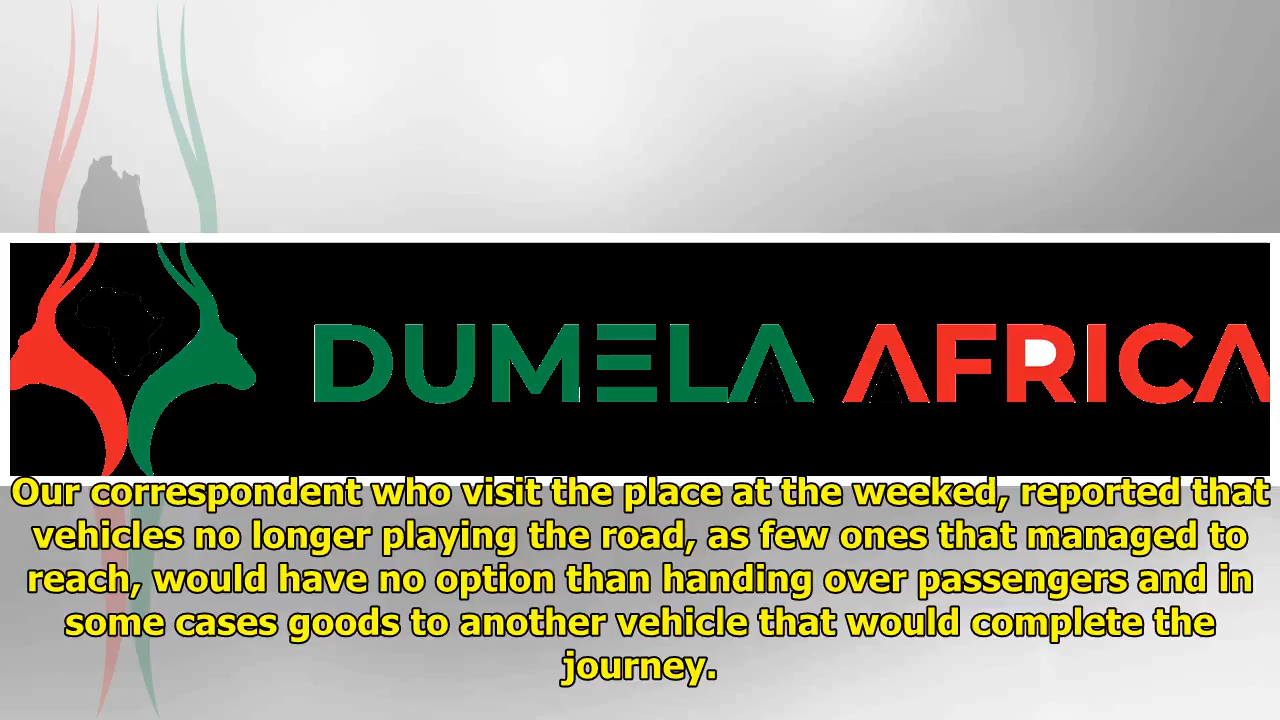 DUMELA AFRICA
Our correspondent who visit the place at the weeked, reported that
vehicles no longer playing the road, as few ones that managed to
reach, would have no option than handing over passengers and in
some cases goods to another vehicle that would complete the
journey.